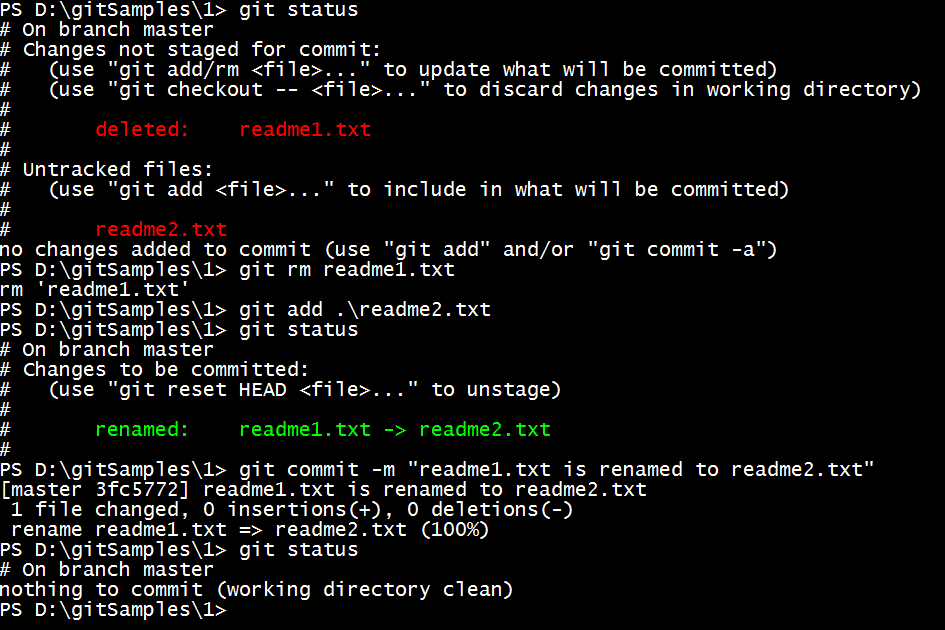 PS D:\gitSamples\1> git status
# On branch master
# Changes not staged for commit:
#   (use "git add/rm <file>..." to update what will be committed)
#   (use "git checkout -- <file>..." to discard changes in working directory)
#
#       deleted:    readme1.txt
#
# Untracked files:
#   (use "git add <file>..." to include in what will be committed)
#
#       readme2.txt
no changes added to commit (use "git add" and/or "git commit -a")
PS D:\gitSamples\1> git rm readme1.txt
rm 'readme1.txt'
PS D:\gitSamples\1> git add .\readme2.txt
PS D:\gitSamples\1> git status
# On branch master
# Changes to be committed:
#   (use "git reset HEAD <file>..." to unstage)
#
#       renamed:    readme1.txt -> readme2.txt
#
PS D:\gitSamples\1> git commit -m "readme1.txt is renamed to readme2.txt"
[master 3fc5772] readme1.txt is renamed to readme2.txt
 1 file changed, 0 insertions(+), 0 deletions(-)
 rename readme1.txt => readme2.txt (100%)
PS D:\gitSamples\1> git status
# On branch master
nothing to commit (working directory clean)
PS D:\gitSamples\1>